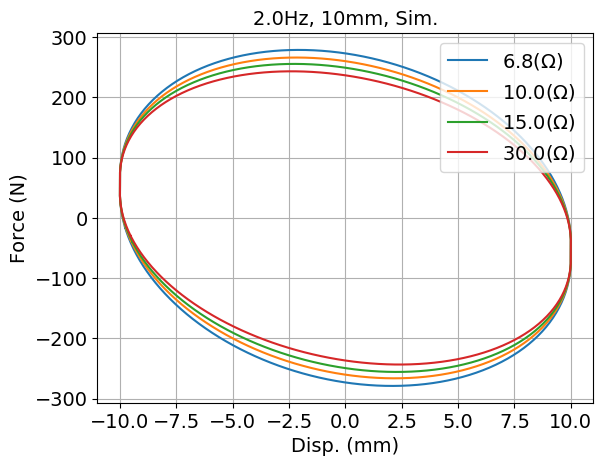 2.0Hz, 10mm, Sim.
300
200
100
0
−100
−200
−300
Force (N)
6.8(Ω)
10.0(Ω)
15.0(Ω)
30.0(Ω)
−10.0 −7.5 −5.0 −2.5 0.0 2.5 5.0 7.5 10.0
Disp. (mm)